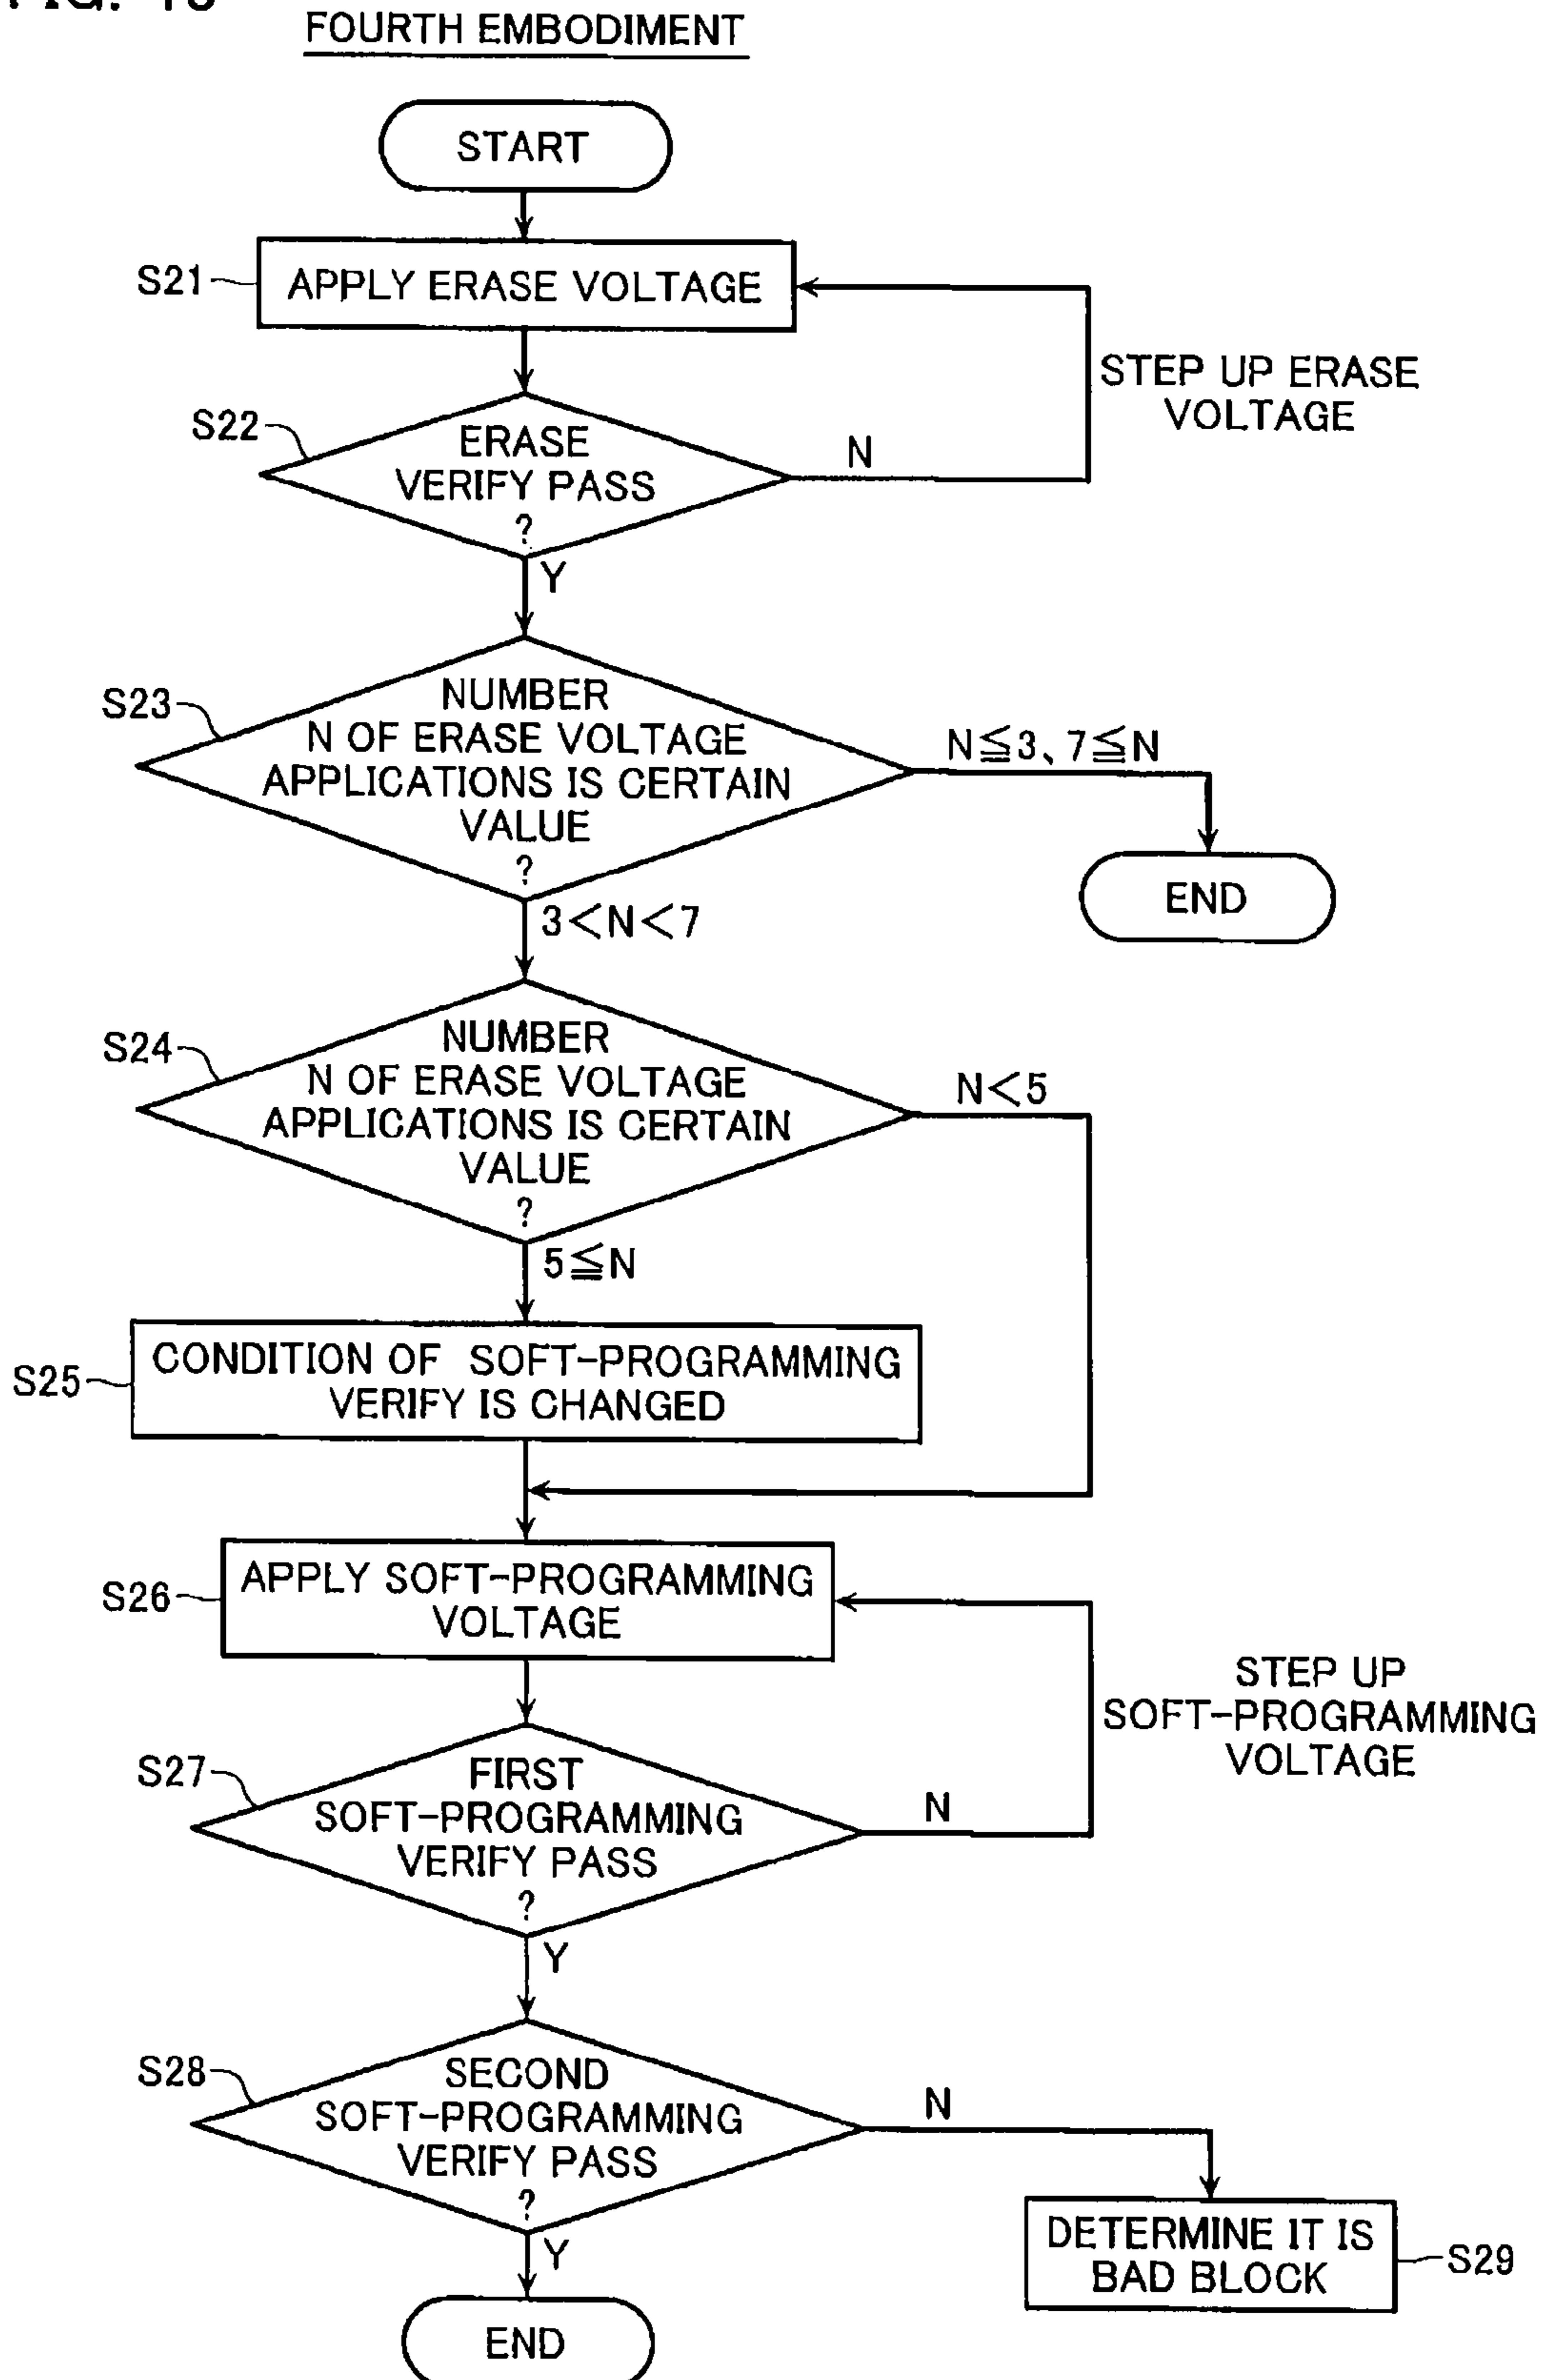 FOURTH EMBODIMENT
START
S21
APPLY ERASE VOLTAGE
STEP UP ERASE
VOLTAGE
S22
ERASE
VERIFY PASS
?
N
Y
S23
NUMBER
N OF ERASE VOLTAGE
APPLICATIONS IS CERTAIN
VALUE
?
N≦3, 7≦N
END
3<N<7
S24
NUMBER
N OF ERASE VOLTAGE
APPLICATIONS IS CERTAIN
VALUE
?
N<5
5≦N
S25
CONDITION OF SOFT-PROGRAMMING
VERIFY IS CHANGED
S26
APPLY SOFT-PROGRAMMING
VOLTAGE
STEP UP
SOFT-PROGRAMMING
VOLTAGE
S27
FIRST
SOFT-PROGRAMMING
VERIFY PASS
?
N
Y
S28
SECOND
SOFT-PROGRAMMING
VERIFY PASS
?
N
Y
DETERMINE IT IS
BAD BLOCK
S29
END